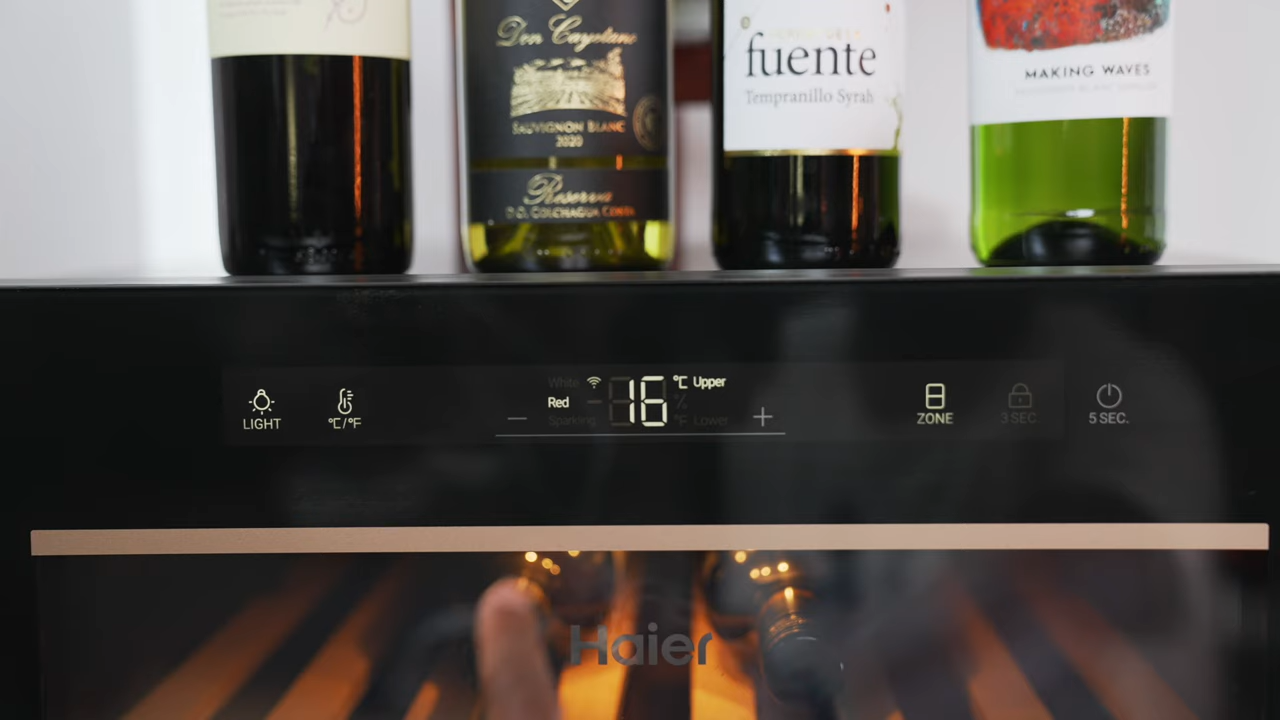 Don Cayetano
SAUVIGNON BLANC
2020
Reserva
D.O. COLCHAGUA COSTA
fuente
Tempranillo Syrah
MAKING WAVES
LIGHT
℃/℉
White
Red
Sparkling
16
℃ Upper
%
℉ Lower
ZONE
3 SEC.
5 SEC.
Haier